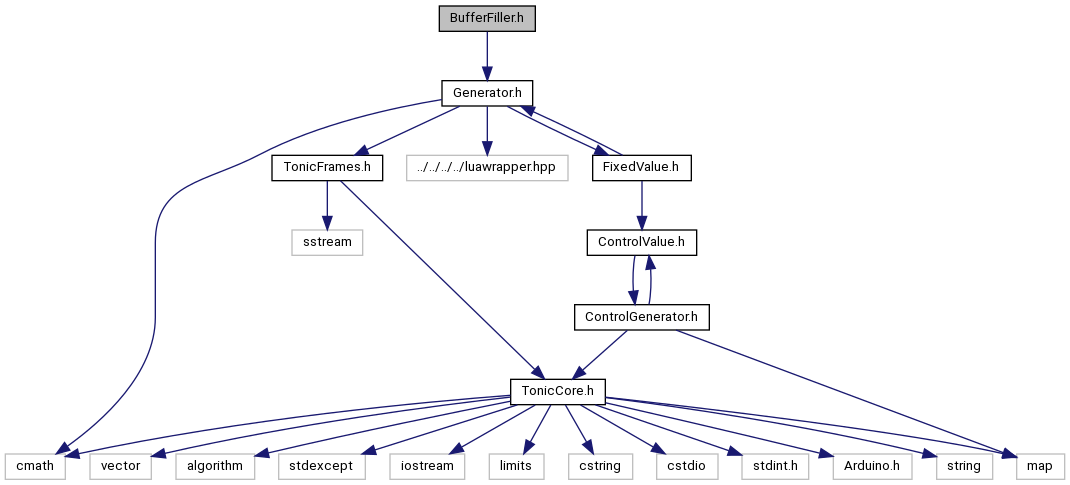 BufferFiller.h
Generator.h
TonicFrames.h
../../../../luawrapper.hpp
FixedValue.h
sstream
ControlValue.h
ControlGenerator.h
TonicCore.h
cmath
vector
algorithm
stdexcept
iostream
limits
cstring
cstdio
stdint.h
Arduino.h
string
map